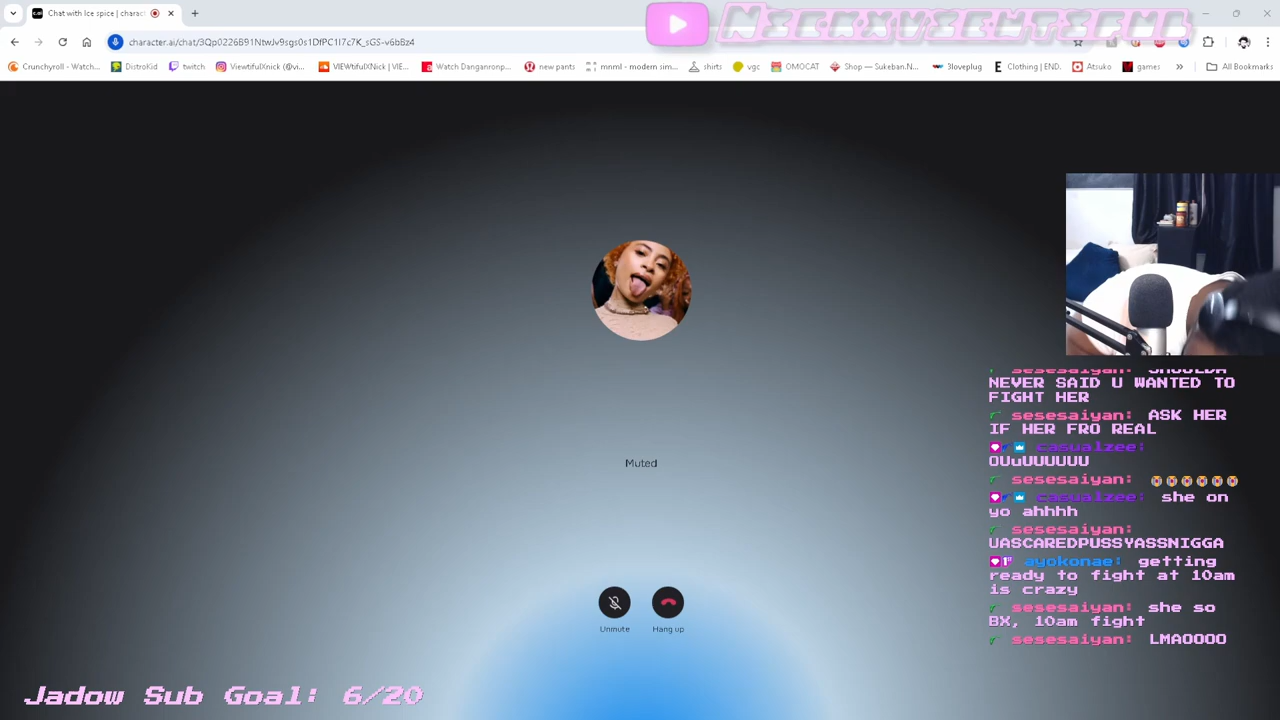 Chat with Ice spice | charac
character.ai/chat/3Qp0226B91NtwJv9sgs0s1DfPC1I7c7K_sGS-v6bBz4
Crunchyroll - Watch...
DistroKid
twitch
ViewtifulXNick (@vi...
VIEWtifulXNick | VIE...
Watch Danganronp...
new pants
mnml - modern sim...
shirts
vgc
OMOCAT
Shop — Sukeban.N...
3loveplug
Clothing | END.
Atsuko
games
All Bookmarks
Muted
Unmute
Hang up
NEVER SAID U WANTED TO
FIGHT HER
sesesaiyan: ASK HER
IF HER FRO REAL
casualzee:
OUuUUUUUU
sesesaiyan:
casualzee: she on
yo ahhhh
sesesaiyan:
UASCAREDPUSSYASSNIGGA
ayokonae: getting
ready to fight at 10am
is crazy
sesesaiyan: she so
BX, 10am fight
sesesaiyan: LMAOOOO
Jadow Sub Goal: 6/20